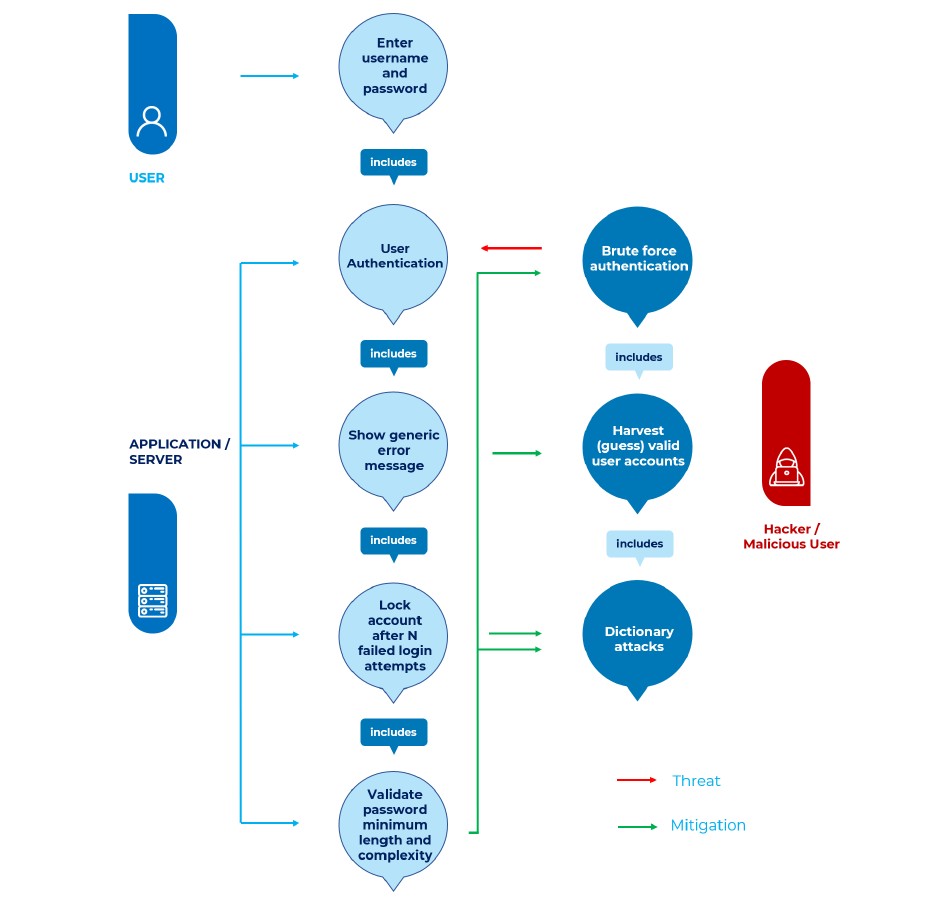 Enter
username
and
password
USER
includes
User
Authentication
Brute force
authentication
includes
includes
APPLICATION /
SERVER
Show generic
error
message
Harvest
(guess) valid
user accounts
Hacker /
Malicious User
includes
includes
Lock
account
after N
failed login
attempts
Dictionary
attacks
includes
Validate
password
minimum
length and
complexity
Threat
Mitigation